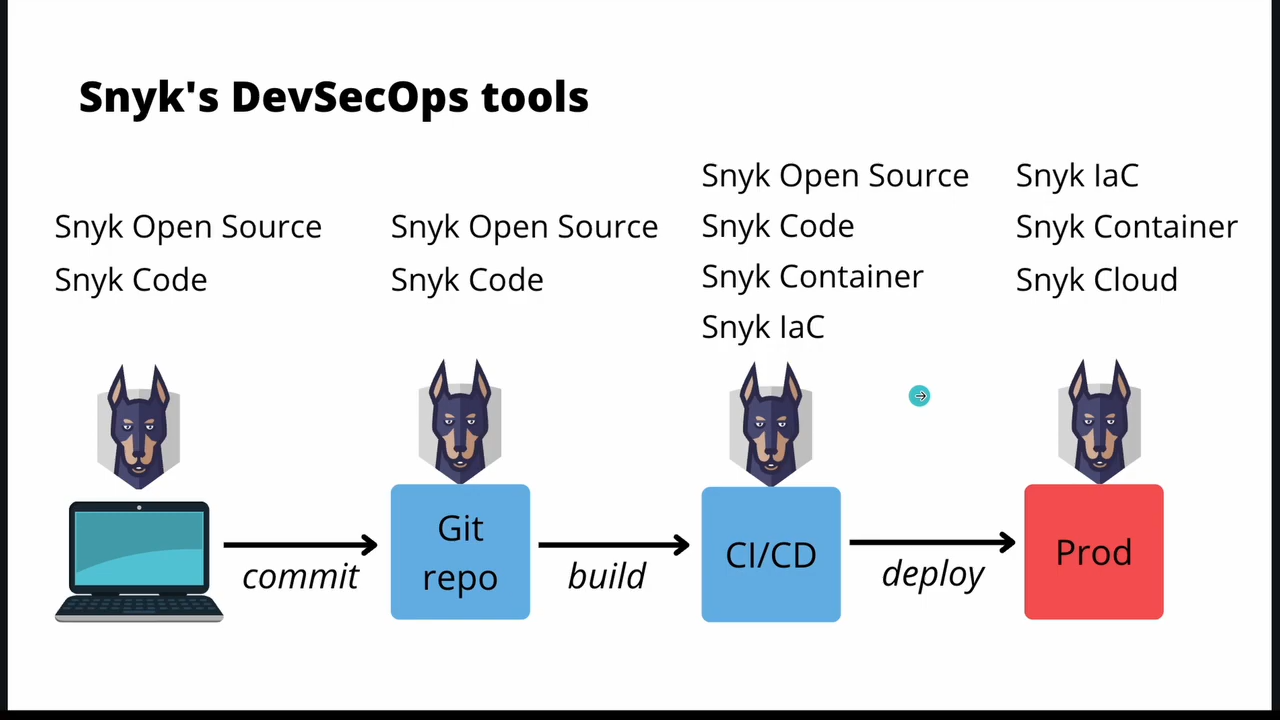 Snyk's DevSecOps tools
Snyk Open Source
Snyk Code
Snyk Open Source
Snyk Code
Snyk Open Source
Snyk Code
Snyk Container
Snyk IaC
Snyk IaC
Snyk Container
Snyk Cloud
commit
Git
repo
build
CI/CD
deploy
Prod